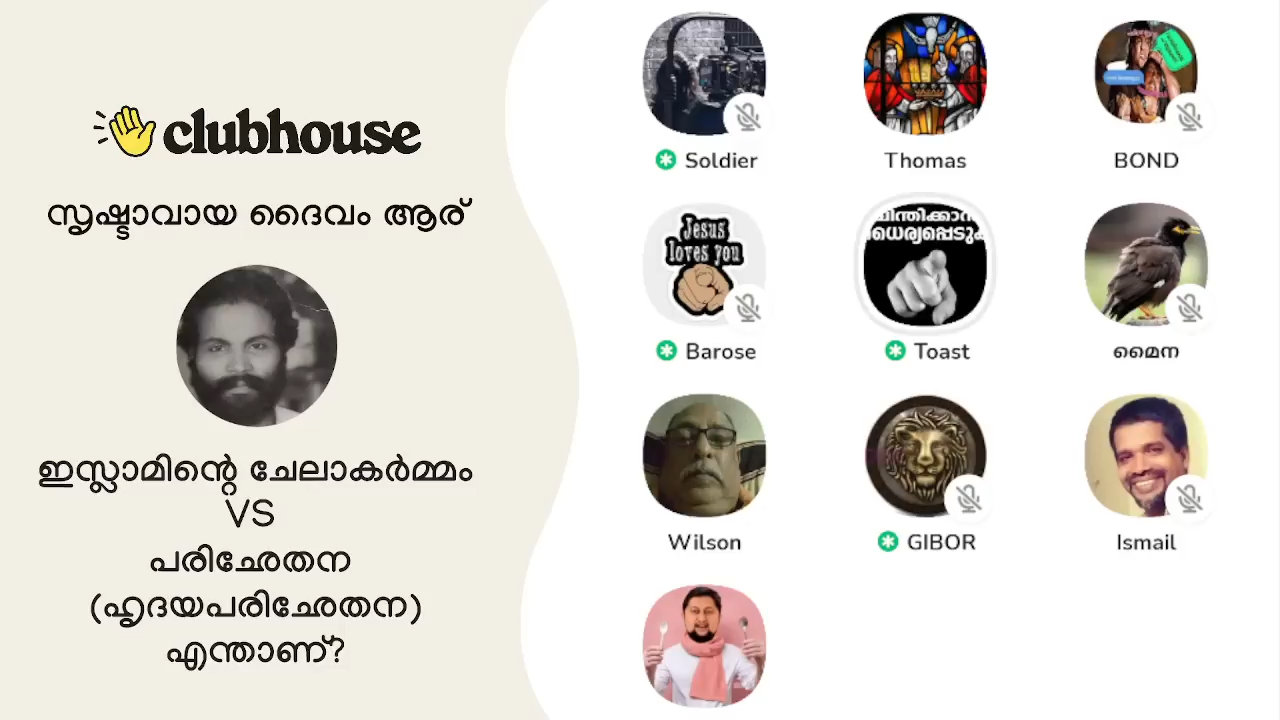 clubhouse
സൃഷ്ടാവായ ദൈവം ആര്
ഇസ്ലാമിന്റെ ചേലാകർമ്മം
VS
പരിഛേതന
(ഹൃദയപരിഛേതന)
എന്താണ്?
Soldier
Thomas
BOND
Jesus
loves you
Barose
Toast
മൈന
Wilson
GIBOR
Ismail